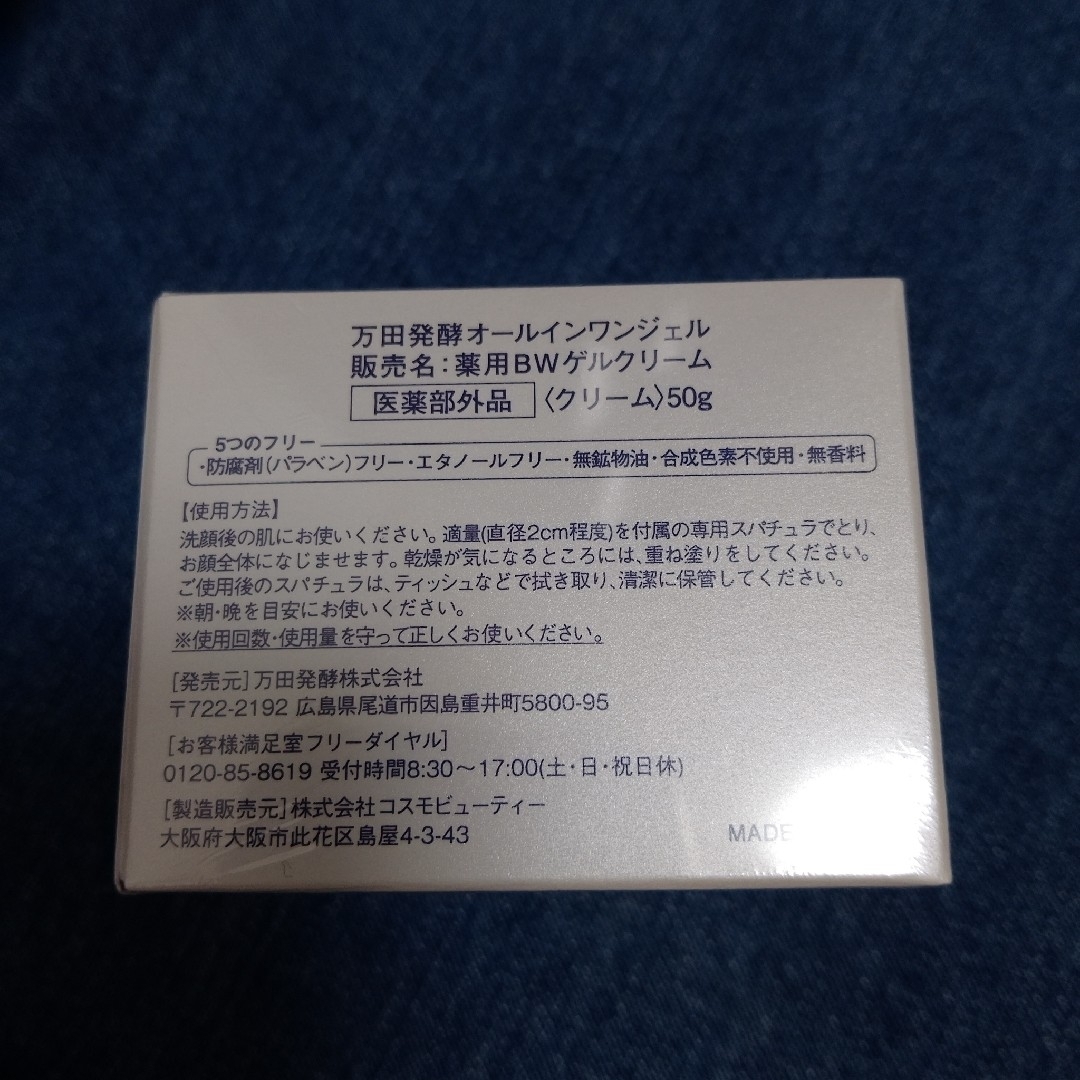 万田発酵オールインワンジェル
販売名:薬用BWゲルクリーム
医薬部外品 〈クリーム〉50g
5つのフリー
・防腐剤(パラベン)フリー・エタノールフリー・無鉱物油・合成色素不使用・無香料
【使用方法】
洗顔後の肌にお使いください。適量(直径2cm程度)を付属の専用スパチュラでとり、
お顔全体になじませます。乾燥が気になるところには、重ね塗りをしてください。
ご使用後のスパチュラは、ティッシュなどで拭き取り、清潔に保管してください。
※朝・晩を目安にお使いください。
※使用回数・使用量を守って正しくお使いください。
[発売元]万田発酵株式会社
〒722-2192 広島県尾道市因島重井町5800-95
[お客様満足室フリーダイヤル]
0120-85-8619 受付時間8:30～17:00(土・日・祝日休)
[製造販売元]株式会社コスモビューティー
大阪府大阪市此花区島屋4-3-43
MADE